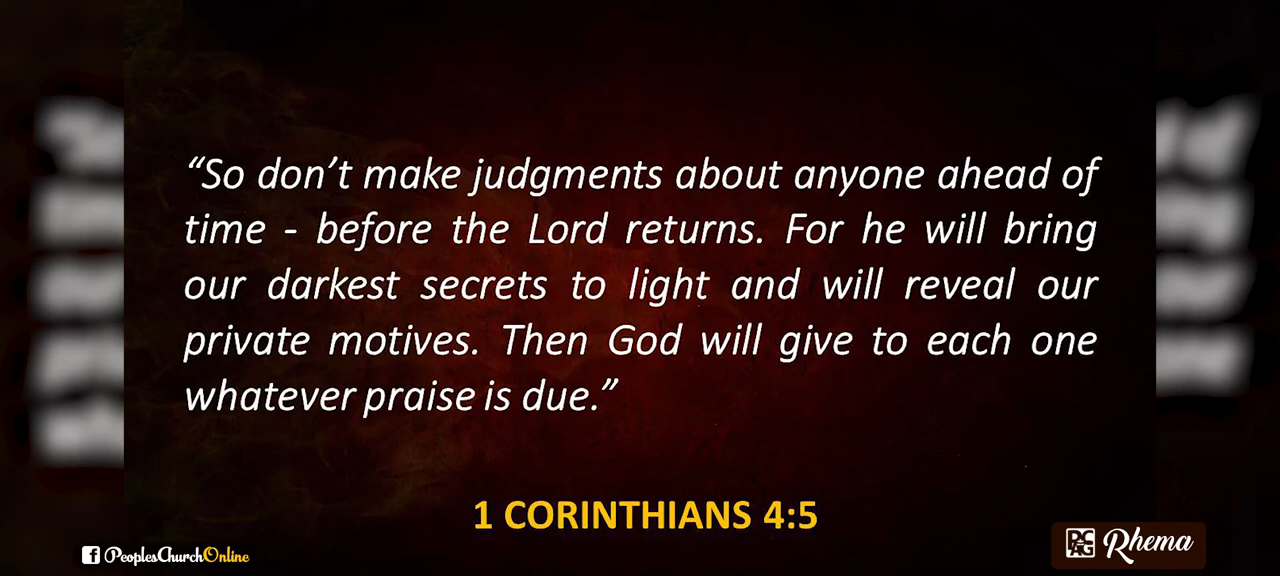 “So don’t make judgments about anyone ahead of
time - before the Lord returns. For he will bring
our darkest secrets to light and will reveal our
private motives. Then God will give to each one
whatever praise is due.”
1 CORINTHIANS 4:5
f PeoplesChurchOnline
PCAG Rhema